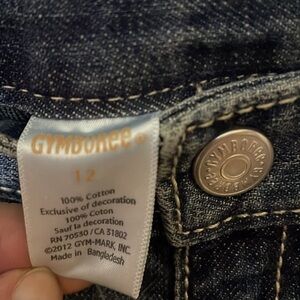 GYMBOREE
12
100% Cotton
Exclusive of decoration
100% Coton
Sauf la decoration
RN 70530 / CA 31802
©2012 GYM-MARK, INC.
Made in Bangladesh
GYMBOREE